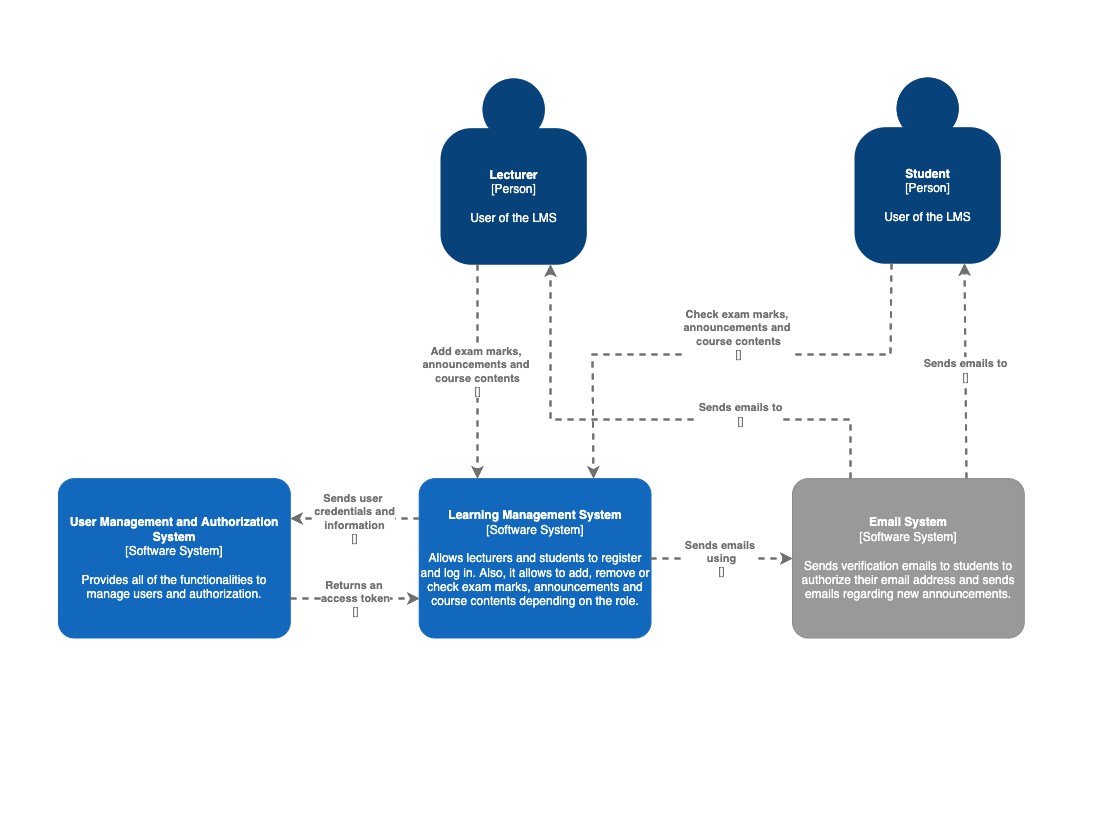 Lecturer
[Person]
User of the LMS
Student
[Person]
User of the LMS
Add exam marks,
announcements and
course contents
[]
Check exam marks,
announcements and
course contents
[]
Sends emails to
[]
Sends emails to
[]
User Management and Authorization
System
[Software System]
Provides all of the functionalities to
manage users and authorization.
Sends user
credentials and
information
[]
Returns an
access token
[]
Learning Management System
[Software System]
Allows lecturers and students to register
and log in. Also, it allows to add, remove or
check exam marks, announcements and
course contents depending on the role.
Sends emails
using
[]
Email System
[Software System]
Sends verification emails to students to
authorize their email address and sends
emails regarding new announcements.